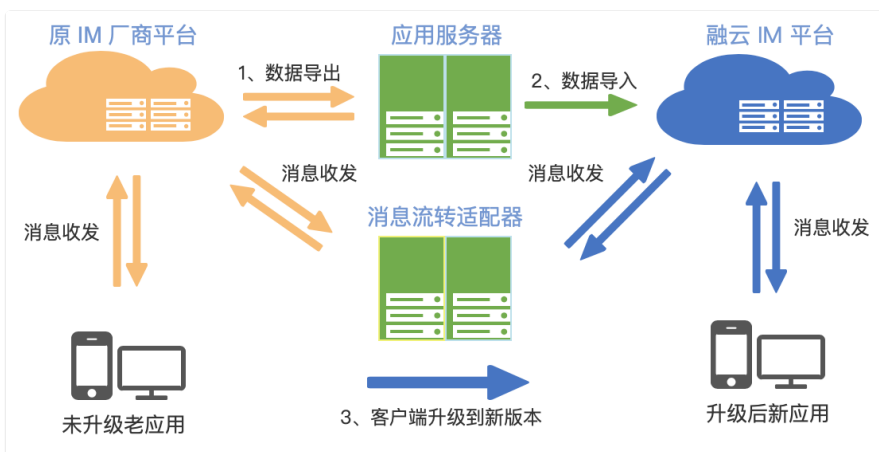 原 IM 厂商平台
应用服务器
融云 IM 平台
1、数据导出
2、数据导入
消息收发
消息收发
消息流转适配器
消息收发
消息收发
3、客户端升级到新版本
未升级老应用
升级后新应用